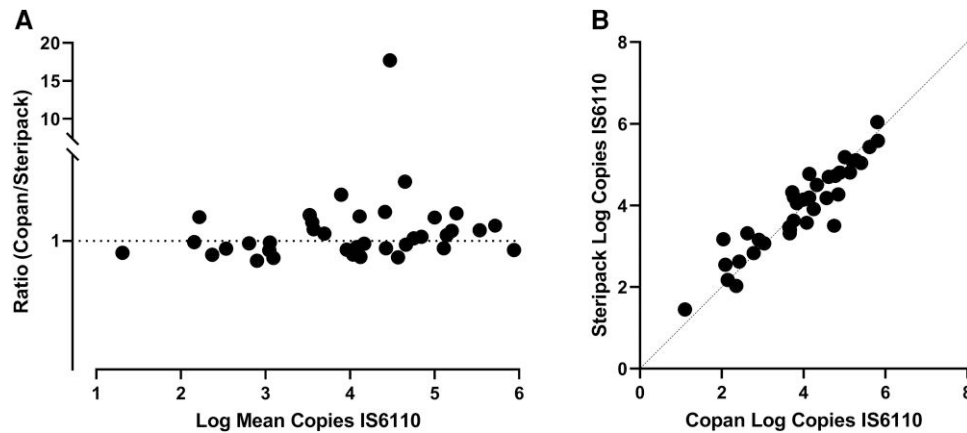 A
20
15
10
1
Ratio (Copan/Steripack)
1 2 3 4 5 6
Log Mean Copies IS6110
B
8
6
4
2
0
Steripack Log Copies IS6110
0 2 4 6 8
Copan Log Copies IS6110